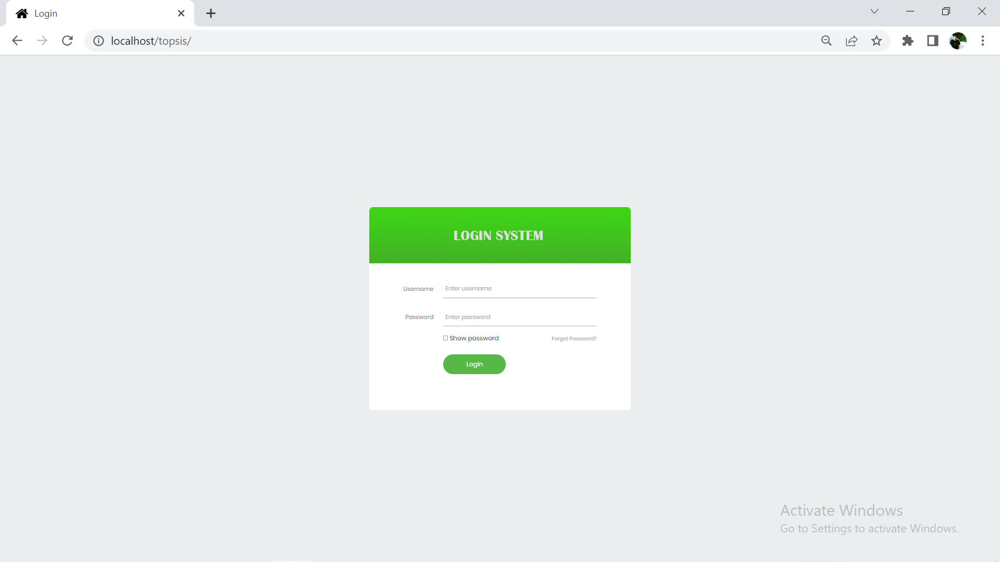 Login
localhost/topsis/
LOGIN SYSTEM
Username Enter username
Password Enter password
Show password Forgot Password?
Login
Activate Windows
Go to Settings to activate Windows.